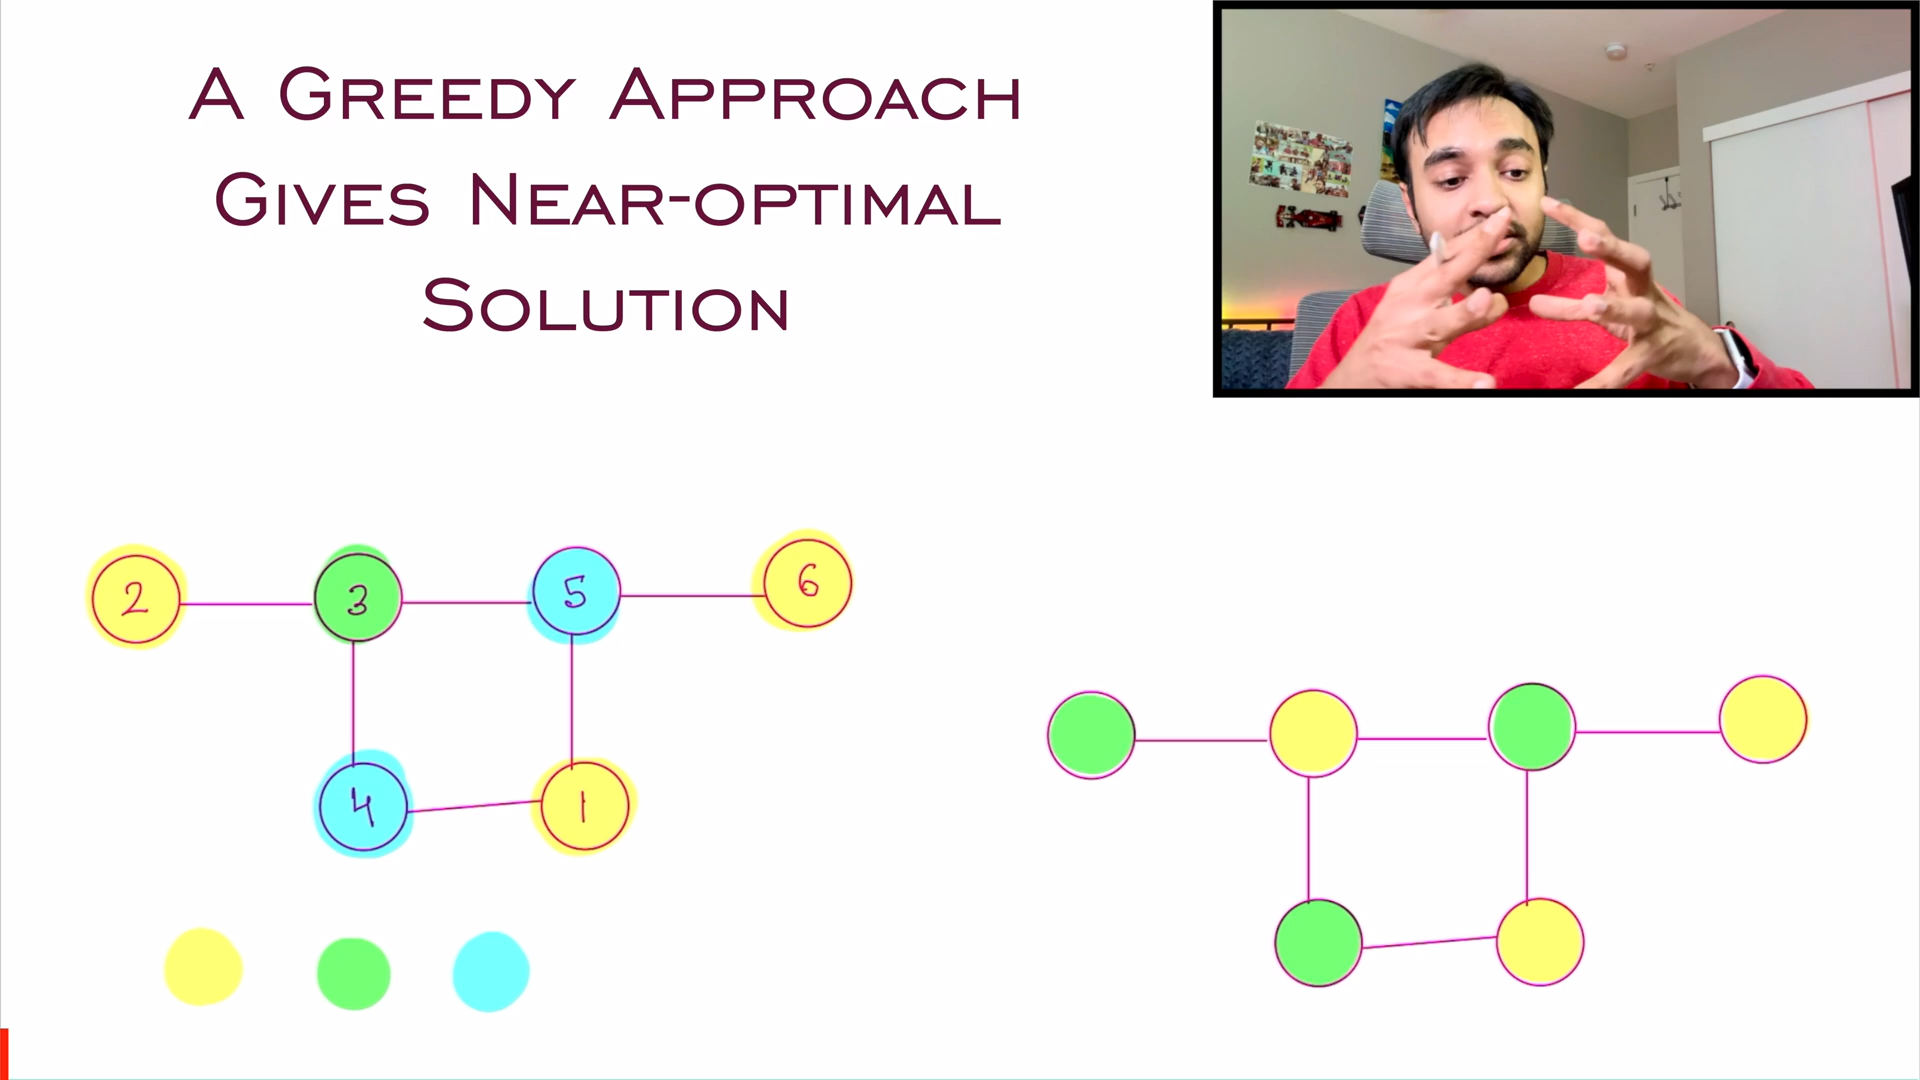 A GREEDY APPROACH
GIVES NEAR-OPTIMAL
SOLUTION
2 3 5 6
4 1